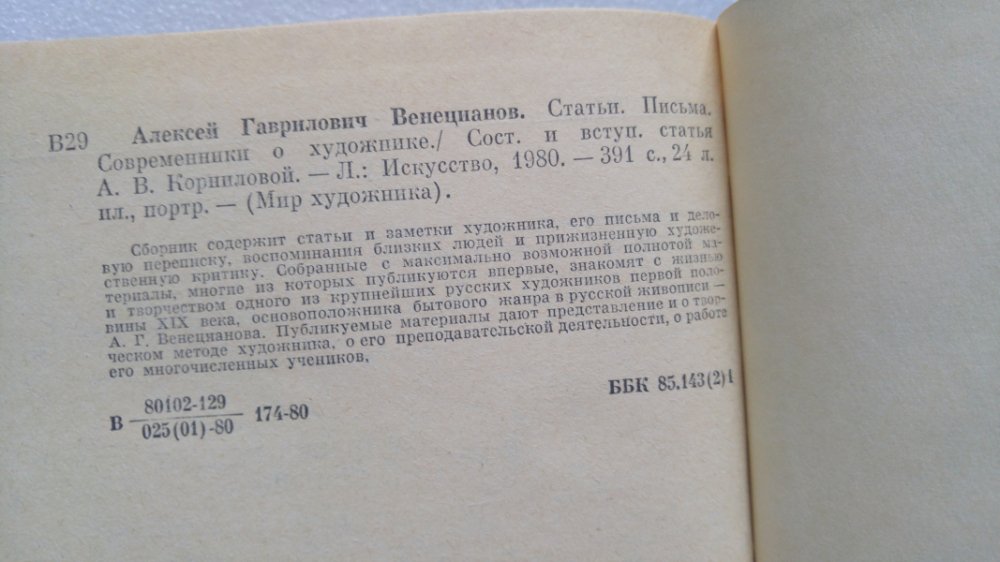 В29 Алексей Гаврилович Венецианов. Статьи. Письма.
Современники о художнике./ Сост. и вступ. статья
А. В. Корниловой. — Л.: Искусство, 1980. — 391 с., 24 л.
ил., портр. — (Мир художника).
Сборник содержит статьи и заметки художника, его письма и дело-
вую переписку, воспоминания близких людей и прижизненную художе-
ственную критику. Собранные с максимально возможной полнотой ма-
териалы, многие из которых публикуются впервые, знакомят с жизнью
и творчеством одного из крупнейших русских художников первой поло-
вины XIX века, основоположника бытового жанра в русской живописи —
А. Г. Венецианова. Публикуемые материалы дают представление и о твор-
ческом методе художника, о его преподавательской деятельности, о работе
его многочисленных учеников.
В 80102-129
025(01)-80 174-80
ББК 85.143(2)1